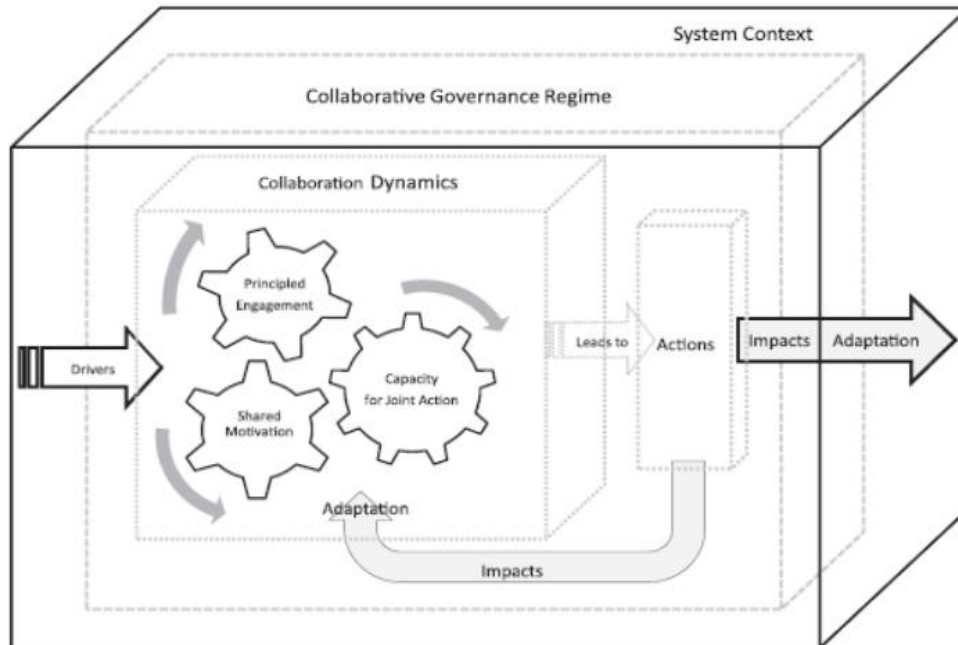 System Context
Collaborative Governance Regime
Collaboration Dynamics
Principled
Engagement
Drivers
Shared
Motivation
Capacity
for Joint Action
Leads to
Actions
Impacts
Adaptation
Adaptation
Impacts